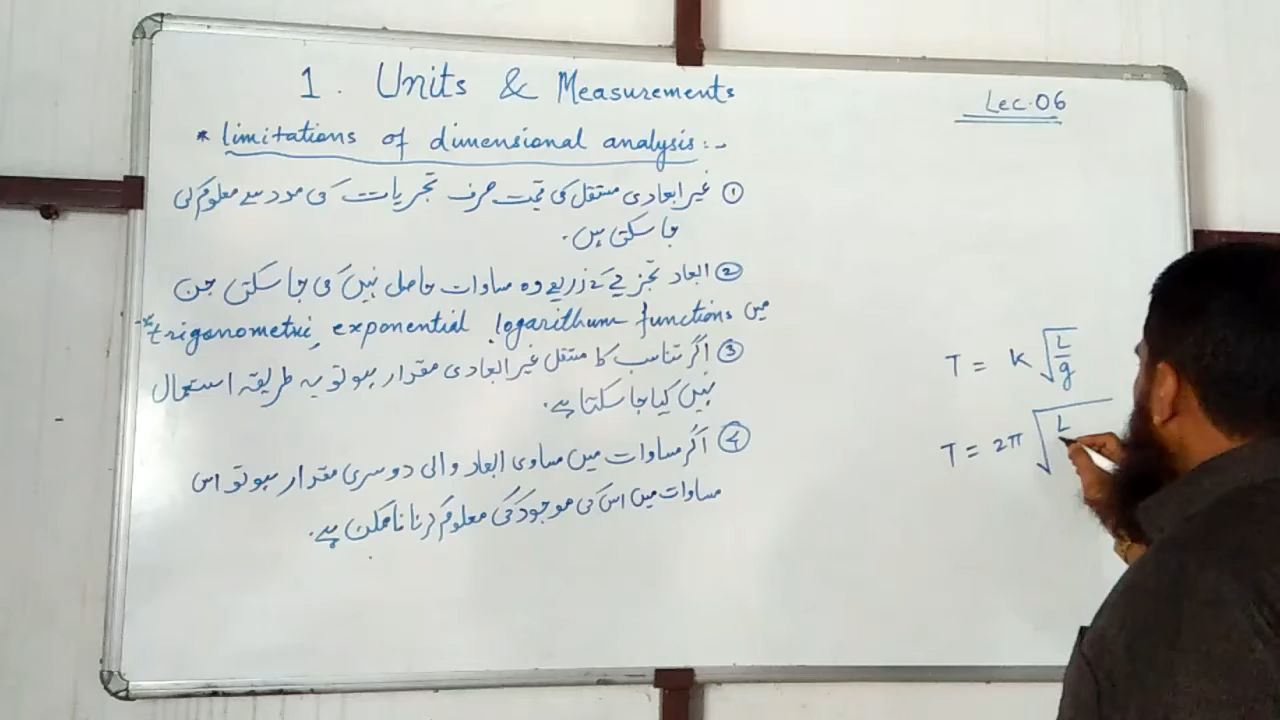 1. Units & Measurements
Lec. 06
* limitations of dimensional analysis :-
① غیر ابعادی مستقل کی قیمت صرف تجربات کی مدد سے معلوم کی
جا سکتی ہیں.
② ابعاد تجزیے کے ذریعے وہ مساوات حاصل نہیں کی جا سکتی جن
میں trigonometric, exponential logarithum functions
③ اگر تناسب کا مستقل غیر ابعادی مقدار ہو تو یہ طریقہ استعمال
نہیں کیا جا سکتا ہے.
④ اگر مساوات میں مساوی ابعاد والی دوسری مقدار ہو تو اس
مساوات میں اس کی موجودگی معلوم کرنا ناممکن ہے.
T = K √(L/g)
T = 2π √L